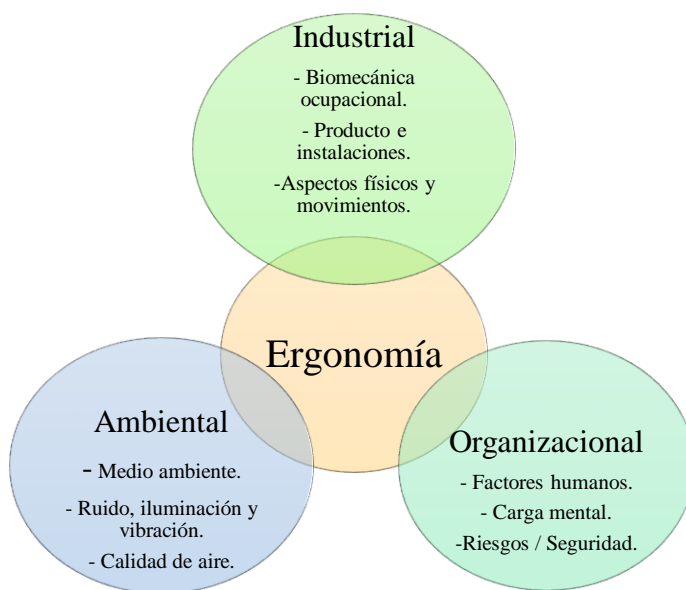 Industrial
- Biomecánica
ocupacional.
- Producto e
instalaciones.
-Aspectos físicos y
movimientos.
Ergonomía
Ambiental
- Medio ambiente.
- Ruido, iluminación y
vibración.
- Calidad de aire.
Organizacional
- Factores humanos.
- Carga mental.
-Riesgos / Seguridad.